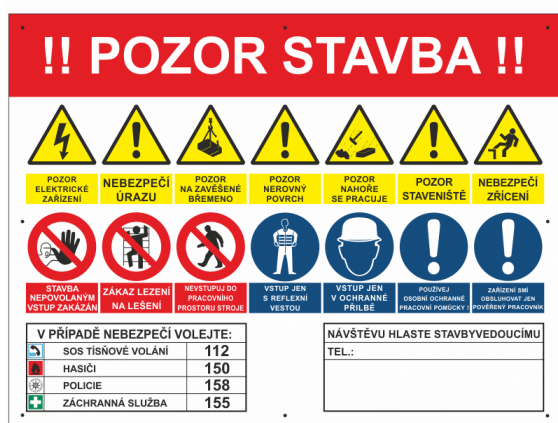 !! POZOR STAVBA !!
POZOR
ELEKTRICKÉ
ZAŘÍZENÍ
NEBEZPEČÍ
ÚRAZU
POZOR
NA ZAVĚŠENÉ
BŘEMENO
POZOR
NEROVNÝ
POVRCH
POZOR
NAHOŘE
SE PRACUJE
POZOR
STAVENIŠTĚ
NEBEZPEČÍ
ZŘÍCENÍ
STAVBA
NEPOVOLANÝM
VSTUP ZAKÁZÁN
ZÁKAZ LEZENÍ
NA LEŠENÍ
NEVSTUPUJ DO
PRACOVNÍHO
PROSTORU STROJE
VSTUP JEN
S REFLEXNÍ
VESTOU
VSTUP JEN
V OCHRANNÉ
PŘILBĚ
POUŽÍVEJ
OSOBNÍ OCHRANNÉ
PRACOVNÍ POMŮCKY !
ZAŘÍZENÍ SMÍ
OBSLUHOVAT JEN
POVĚŘENÝ PRACOVNÍK
V PŘÍPADĚ NEBEZPEČÍ VOLEJTE:
SOS SOS TÍSŇOVÉ VOLÁNÍ 112
HASIČI 150
POLICIE 158
ZÁCHRANNÁ SLUŽBA 155
NÁVŠTĚVU HLASTE STAVBYVEDOUCÍMU
TEL.: